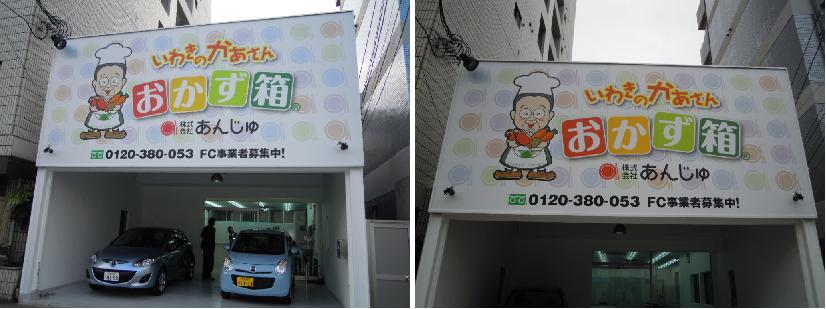 いわきのかあさん
おかず箱®
株式会社 あんじゅ
0120-380-053 FC事業者募集中!
いわきのかあさん
おかず箱®
株式会社 あんじゅ
0120-380-053 FC事業者募集中!